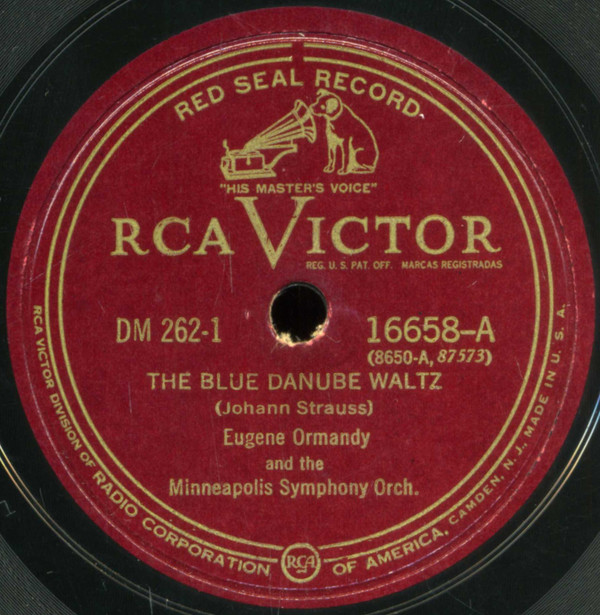 RED SEAL RECORD
"HIS MASTER'S VOICE"
RCA VICTOR
REG. U. S. PAT. OFF. MARCAS REGISTRADAS
DM 262-1
16658-A
(8650-A, 87573)
THE BLUE DANUBE WALTZ
(Johann Strauss)
Eugene Ormandy
and the
Minneapolis Symphony Orch.
RCA VICTOR DIVISION OF RADIO CORPORATION RCA OF AMERICA, CAMDEN, N. J., MADE IN U. S. A.